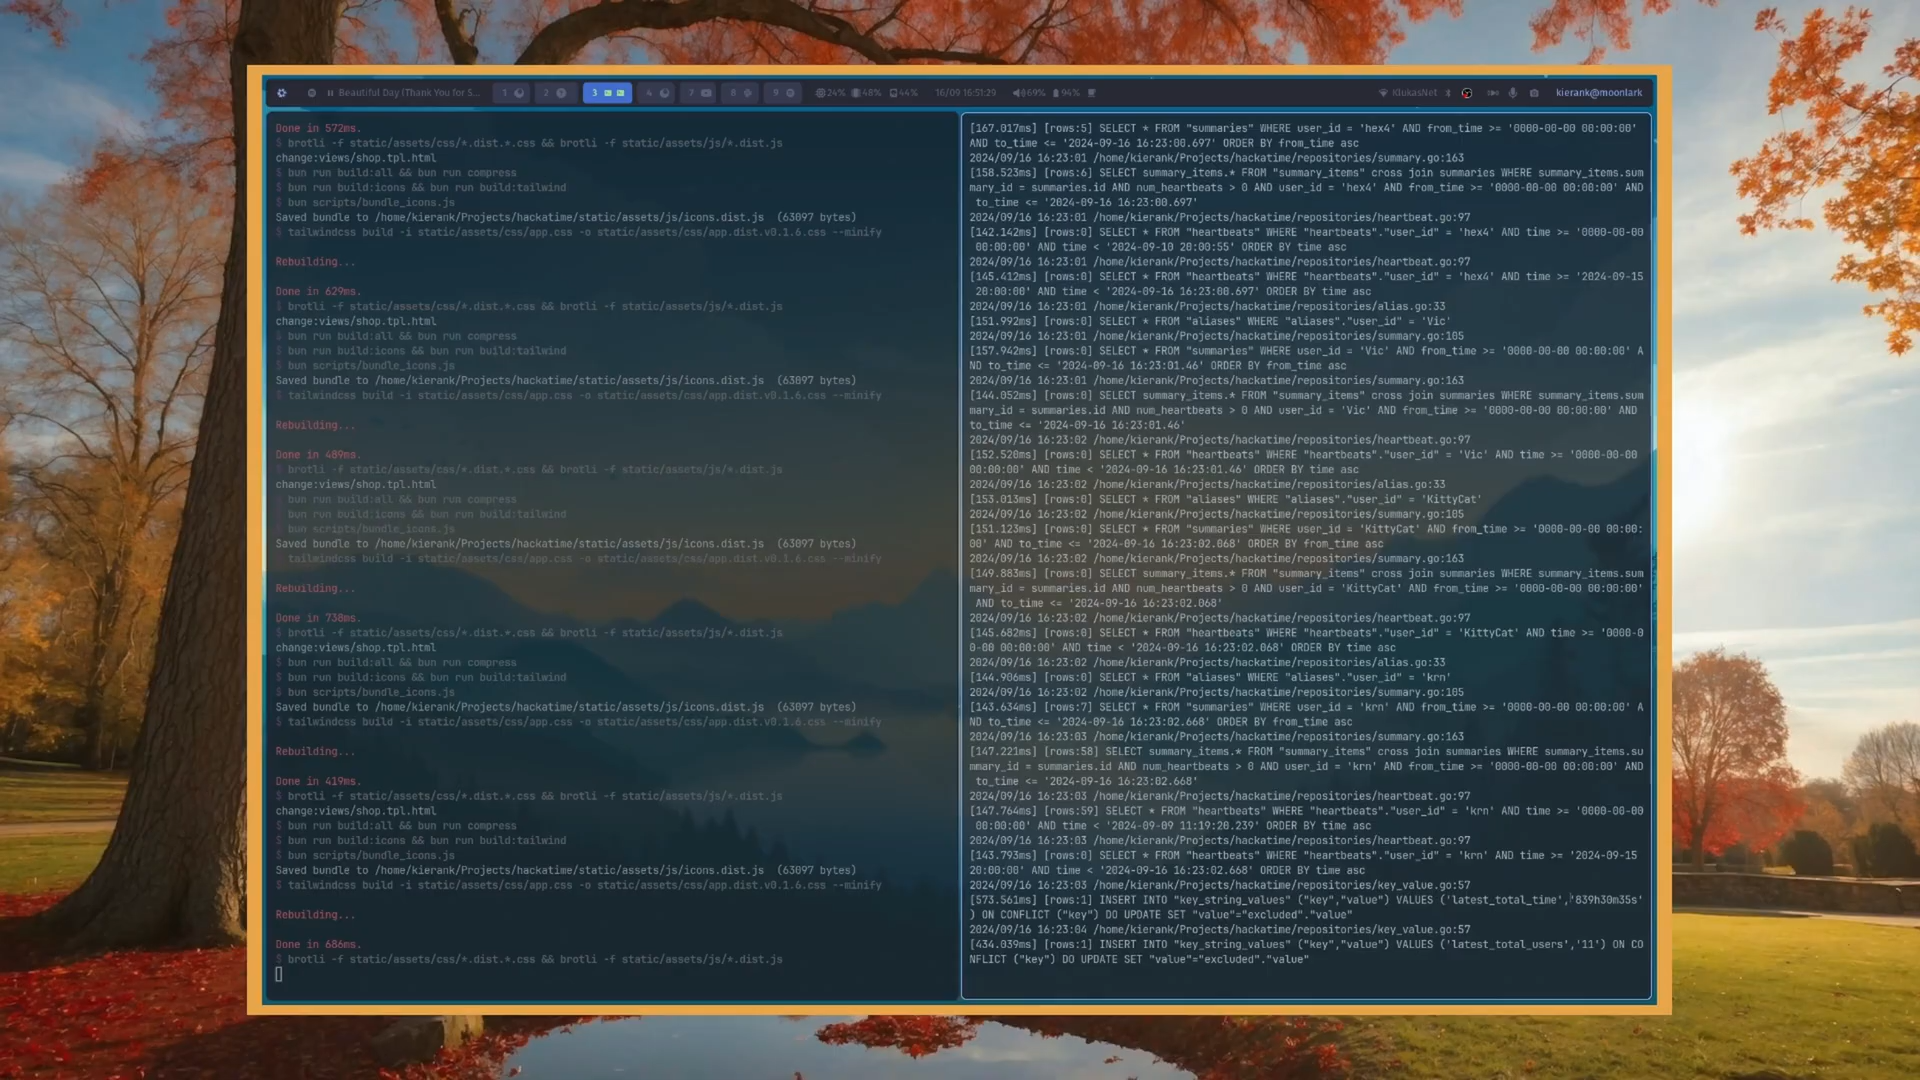 Beautiful Day (Thank You for S...
1
2
3
4
7
8
9
24% 48% 44%
16/09 16:51:29
69% 94%
KlukasNet
kierank@moonlark
Done in 572ms.
$ brotli -f static/assets/css/*.dist.*.css && brotli -f static/assets/js/*.dist.js
change:views/shop.tpl.html
$ bun run build:all && bun run compress
$ bun run build:icons && bun run build:tailwind
$ bun scripts/bundle_icons.js
Saved bundle to /home/kierank/Projects/hackatime/static/assets/js/icons.dist.js (63097 bytes)
$ tailwindcss build -i static/assets/css/app.css -o static/assets/css/app.dist.v0.1.6.css --minify
Rebuilding...
Done in 629ms.
$ brotli -f static/assets/css/*.dist.*.css && brotli -f static/assets/js/*.dist.js
change:views/shop.tpl.html
$ bun run build:all && bun run compress
$ bun run build:icons && bun run build:tailwind
$ bun scripts/bundle_icons.js
Saved bundle to /home/kierank/Projects/hackatime/static/assets/js/icons.dist.js (63097 bytes)
$ tailwindcss build -i static/assets/css/app.css -o static/assets/css/app.dist.v0.1.6.css --minify
Rebuilding...
Done in 489ms.
$ brotli -f static/assets/css/*.dist.*.css && brotli -f static/assets/js/*.dist.js
change:views/shop.tpl.html
$ bun run build:all && bun run compress
$ bun run build:icons && bun run build:tailwind
$ bun scripts/bundle_icons.js
Saved bundle to /home/kierank/Projects/hackatime/static/assets/js/icons.dist.js (63097 bytes)
$ tailwindcss build -i static/assets/css/app.css -o static/assets/css/app.dist.v0.1.6.css --minify
Rebuilding...
Done in 738ms.
$ brotli -f static/assets/css/*.dist.*.css && brotli -f static/assets/js/*.dist.js
change:views/shop.tpl.html
$ bun run build:all && bun run compress
$ bun run build:icons && bun run build:tailwind
$ bun scripts/bundle_icons.js
Saved bundle to /home/kierank/Projects/hackatime/static/assets/js/icons.dist.js (63097 bytes)
$ tailwindcss build -i static/assets/css/app.css -o static/assets/css/app.dist.v0.1.6.css --minify
Rebuilding...
Done in 419ms.
$ brotli -f static/assets/css/*.dist.*.css && brotli -f static/assets/js/*.dist.js
change:views/shop.tpl.html
$ bun run build:all && bun run compress
$ bun run build:icons && bun run build:tailwind
$ bun scripts/bundle_icons.js
Saved bundle to /home/kierank/Projects/hackatime/static/assets/js/icons.dist.js (63097 bytes)
$ tailwindcss build -i static/assets/css/app.css -o static/assets/css/app.dist.v0.1.6.css --minify
Rebuilding...
Done in 686ms.
$ brotli -f static/assets/css/*.dist.*.css && brotli -f static/assets/js/*.dist.js
[167.017ms] [rows:5] SELECT * FROM "summaries" WHERE user_id = 'hex4' AND from_time >= '0000-00-00 00:00:00'
AND to_time <= '2024-09-16 16:23:00.697' ORDER BY from_time asc
2024/09/16 16:23:01 /home/kierank/Projects/hackatime/repositories/summary.go:163
[158.523ms] [rows:6] SELECT summary_items.* FROM "summary_items" cross join summaries WHERE summary_items.sum
mary_id = summaries.id AND num_heartbeats > 0 AND user_id = 'hex4' AND from_time >= '0000-00-00 00:00:00' AND
to_time <= '2024-09-16 16:23:00.697'
2024/09/16 16:23:01 /home/kierank/Projects/hackatime/repositories/heartbeat.go:97
[142.142ms] [rows:0] SELECT * FROM "heartbeats" WHERE "heartbeats"."user_id" = 'hex4' AND time >= '0000-00-00
00:00:00' AND time < '2024-09-10 20:00:55' ORDER BY time asc
2024/09/16 16:23:01 /home/kierank/Projects/hackatime/repositories/heartbeat.go:97
[145.412ms] [rows:0] SELECT * FROM "heartbeats" WHERE "heartbeats"."user_id" = 'hex4' AND time >= '2024-09-15
20:00:00' AND time < '2024-09-16 16:23:00.697' ORDER BY time asc
2024/09/16 16:23:01 /home/kierank/Projects/hackatime/repositories/alias.go:33
[151.992ms] [rows:0] SELECT * FROM "aliases" WHERE "aliases"."user_id" = 'Vic'
2024/09/16 16:23:01 /home/kierank/Projects/hackatime/repositories/summary.go:105
[157.942ms] [rows:0] SELECT * FROM "summaries" WHERE user_id = 'Vic' AND from_time >= '0000-00-00 00:00:00' A
ND to_time <= '2024-09-16 16:23:01.46' ORDER BY from_time asc
2024/09/16 16:23:01 /home/kierank/Projects/hackatime/repositories/summary.go:163
[144.052ms] [rows:0] SELECT summary_items.* FROM "summary_items" cross join summaries WHERE summary_items.sum
mary_id = summaries.id AND num_heartbeats > 0 AND user_id = 'Vic' AND from_time >= '0000-00-00 00:00:00' AND
to_time <= '2024-09-16 16:23:01.46'
2024/09/16 16:23:02 /home/kierank/Projects/hackatime/repositories/heartbeat.go:97
[152.520ms] [rows:0] SELECT * FROM "heartbeats" WHERE "heartbeats"."user_id" = 'Vic' AND time >= '0000-00-00
00:00:00' AND time < '2024-09-16 16:23:01.46' ORDER BY time asc
2024/09/16 16:23:02 /home/kierank/Projects/hackatime/repositories/alias.go:33
[153.013ms] [rows:0] SELECT * FROM "aliases" WHERE "aliases"."user_id" = 'KittyCat'
2024/09/16 16:23:02 /home/kierank/Projects/hackatime/repositories/summary.go:105
[151.123ms] [rows:0] SELECT * FROM "summaries" WHERE user_id = 'KittyCat' AND from_time >= '0000-00-00 00:00:
00' AND to_time <= '2024-09-16 16:23:02.068' ORDER BY from_time asc
2024/09/16 16:23:02 /home/kierank/Projects/hackatime/repositories/summary.go:163
[149.883ms] [rows:0] SELECT summary_items.* FROM "summary_items" cross join summaries WHERE summary_items.sum
mary_id = summaries.id AND num_heartbeats > 0 AND user_id = 'KittyCat' AND from_time >= '0000-00-00 00:00:00'
AND to_time <= '2024-09-16 16:23:02.068'
2024/09/16 16:23:02 /home/kierank/Projects/hackatime/repositories/heartbeat.go:97
[145.682ms] [rows:0] SELECT * FROM "heartbeats" WHERE "heartbeats"."user_id" = 'KittyCat' AND time >= '0000-0
0-00 00:00:00' AND time < '2024-09-16 16:23:02.068' ORDER BY time asc
2024/09/16 16:23:02 /home/kierank/Projects/hackatime/repositories/alias.go:33
[144.906ms] [rows:0] SELECT * FROM "aliases" WHERE "aliases"."user_id" = 'krn'
2024/09/16 16:23:02 /home/kierank/Projects/hackatime/repositories/summary.go:105
[143.634ms] [rows:7] SELECT * FROM "summaries" WHERE user_id = 'krn' AND from_time >= '0000-00-00 00:00:00' A
ND to_time <= '2024-09-16 16:23:02.668' ORDER BY from_time asc
2024/09/16 16:23:03 /home/kierank/Projects/hackatime/repositories/summary.go:163
[147.221ms] [rows:58] SELECT summary_items.* FROM "summary_items" cross join summaries WHERE summary_items.su
mmary_id = summaries.id AND num_heartbeats > 0 AND user_id = 'krn' AND from_time >= '0000-00-00 00:00:00' AND
to_time <= '2024-09-16 16:23:02.668'
2024/09/16 16:23:03 /home/kierank/Projects/hackatime/repositories/heartbeat.go:97
[147.764ms] [rows:59] SELECT * FROM "heartbeats" WHERE "heartbeats"."user_id" = 'krn' AND time >= '0000-00-00
00:00:00' AND time < '2024-09-09 11:19:20.239' ORDER BY time asc
2024/09/16 16:23:03 /home/kierank/Projects/hackatime/repositories/heartbeat.go:97
[143.793ms] [rows:0] SELECT * FROM "heartbeats" WHERE "heartbeats"."user_id" = 'krn' AND time >= '2024-09-15
20:00:00' AND time < '2024-09-16 16:23:02.668' ORDER BY time asc
2024/09/16 16:23:03 /home/kierank/Projects/hackatime/repositories/key_value.go:57
[573.561ms] [rows:1] INSERT INTO "key_string_values" ("key","value") VALUES ('latest_total_time','839h30m35s'
) ON CONFLICT ("key") DO UPDATE SET "value"="excluded"."value"
2024/09/16 16:23:04 /home/kierank/Projects/hackatime/repositories/key_value.go:57
[434.039ms] [rows:1] INSERT INTO "key_string_values" ("key","value") VALUES ('latest_total_users','11') ON CO
NFLICT ("key") DO UPDATE SET "value"="excluded"."value"